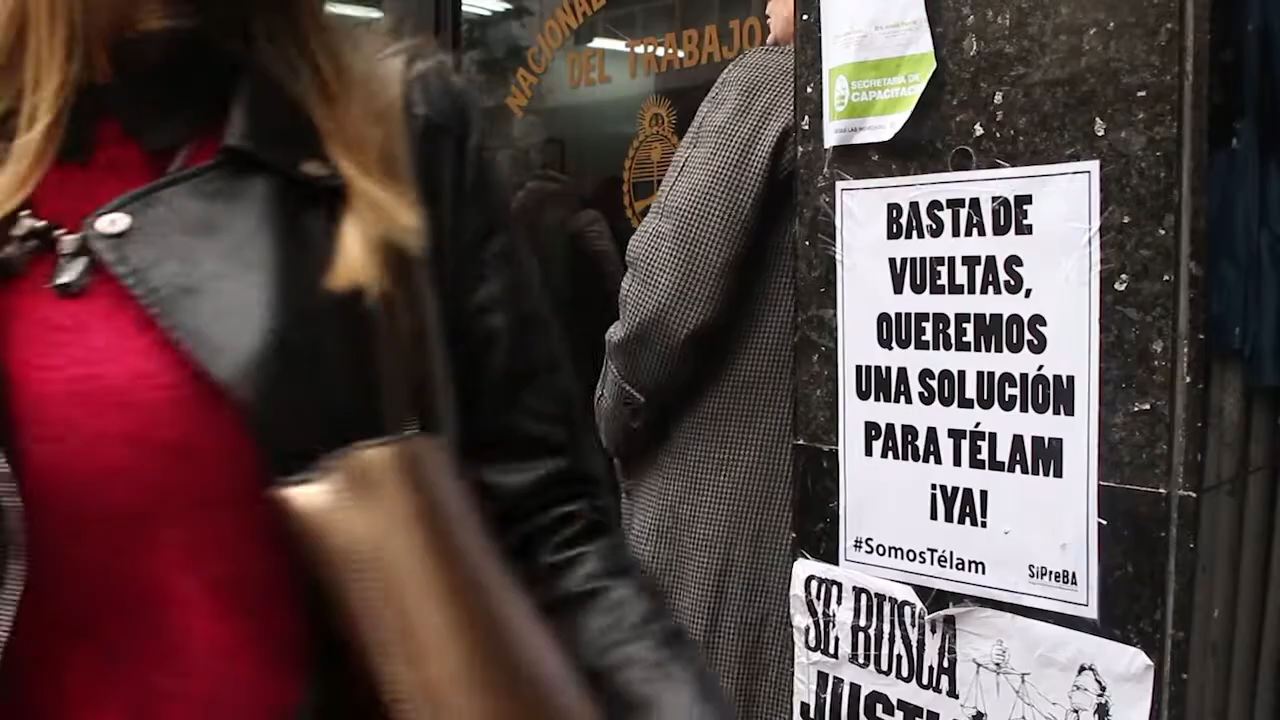 NACIONAL
DEL TRABAJO
SECRETARÍA DE
BASTA DE
VUELTAS,
QUEREMOS
UNA SOLUCIÓN
PARA TÉLAM
¡YA!
#SomosTélam
SiPreBA
SE BUSCA